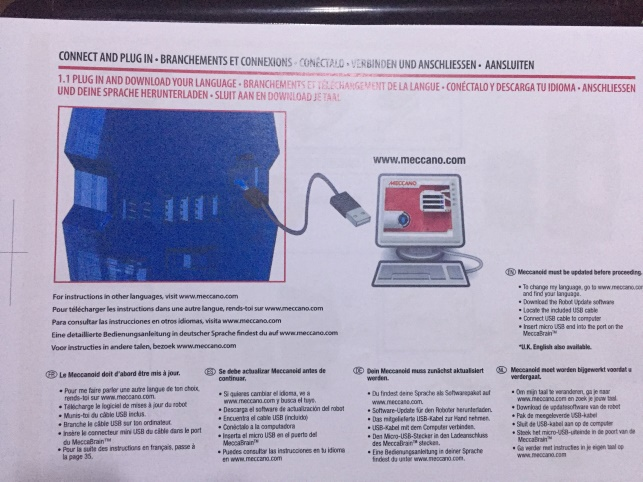 CONNECT AND PLUG IN • BRANCHEMENTS ET CONNEXIONS • CONÉCTALO • VERBINDEN UND ANSCHLIESSEN • AANSLUITEN
1.1 PLUG IN AND DOWNLOAD YOUR LANGUAGE • BRANCHEMENTS ET TÉLÉCHARGEMENT DE LA LANGUE • CONÉCTALO Y DESCARGA TU IDIOMA • ANSCHLIESSEN
UND DEINE SPRACHE HERUNTERLADEN • SLUIT AAN EN DOWNLOAD JE TAAL
www.meccano.com
MECCANO
For instructions in other languages, visit www.meccano.com
Pour télécharger les instructions dans une autre langue, rends-toi sur www.meccano.com
Para consultar las instrucciones en otros idiomas, visita www.meccano.com
Eine detaillierte Bedienungsanleitung in deutscher Sprache findest du auf www.meccano.com
Voor instructies in andere talen, bezoek www.meccano.com
EN Meccanoid must be updated before proceeding.
• To change my language, go to www.meccano.com
and find your language.
• Download the Robot Update software
• Locate the included USB cable
• Connect USB cable to computer
• Insert micro USB end into the port on the
MeccaBrain™
*U.K. English also available.
FR Le Meccanoid doit d'abord être mis à jour.
• Pour me faire parler une autre langue de ton choix,
rends-toi sur www.meccano.com.
• Télécharge le logiciel de mises à jour du robot
• Munis-toi du câble USB inclus.
• Branche le câble USB sur ton ordinateur.
• Insère le connecteur mini USB du câble dans le port
du MeccaBrain™
• Pour la suite des instructions en français, passe à
la page 35.
ES Se debe actualizar Meccanoid antes de
continuar.
• Si quieres cambiar el idioma, ve a
www.meccano.com y busca el tuyo.
• Descarga el software de actualización del robot
• Encuentra el cable USB (incluido)
• Conéctalo a la computadora
• Inserta el micro USB en el puerto del
MeccaBrain™
• Puedes consultar las instrucciones en tu idioma
en www.meccano.com
DE Dein Meccanoid muss zunächst aktualisiert
werden.
• Du findest deine Sprache als Softwarepaket auf
www.meccano.com.
• Software-Update für den Roboter herunterladen.
• Das mitgelieferte USB-Kabel zur Hand nehmen.
• USB-Kabel mit dem Computer verbinden.
• Den Micro-USB-Stecker in den Ladeanschluss
des MeccaBrain™ stecken.
• Eine Bedienungsanleitung in deiner Sprache
findest du unter www.meccano.com.
NL Meccanoid moet worden bijgewerkt voordat u
verdergaat.
• Om mijn taal te veranderen, ga je naar
www.meccano.com en zoek je jouw taal.
• Download de updatesoftware van de robot
• Pak de meegeleverde USB-kabel
• Sluit de USB-kabel aan op de computer
• Steek het micro-USB-uiteinde in de poort van de
MeccaBrain™
• Ga verder met instructies in je eigen taal op
www.meccano.com